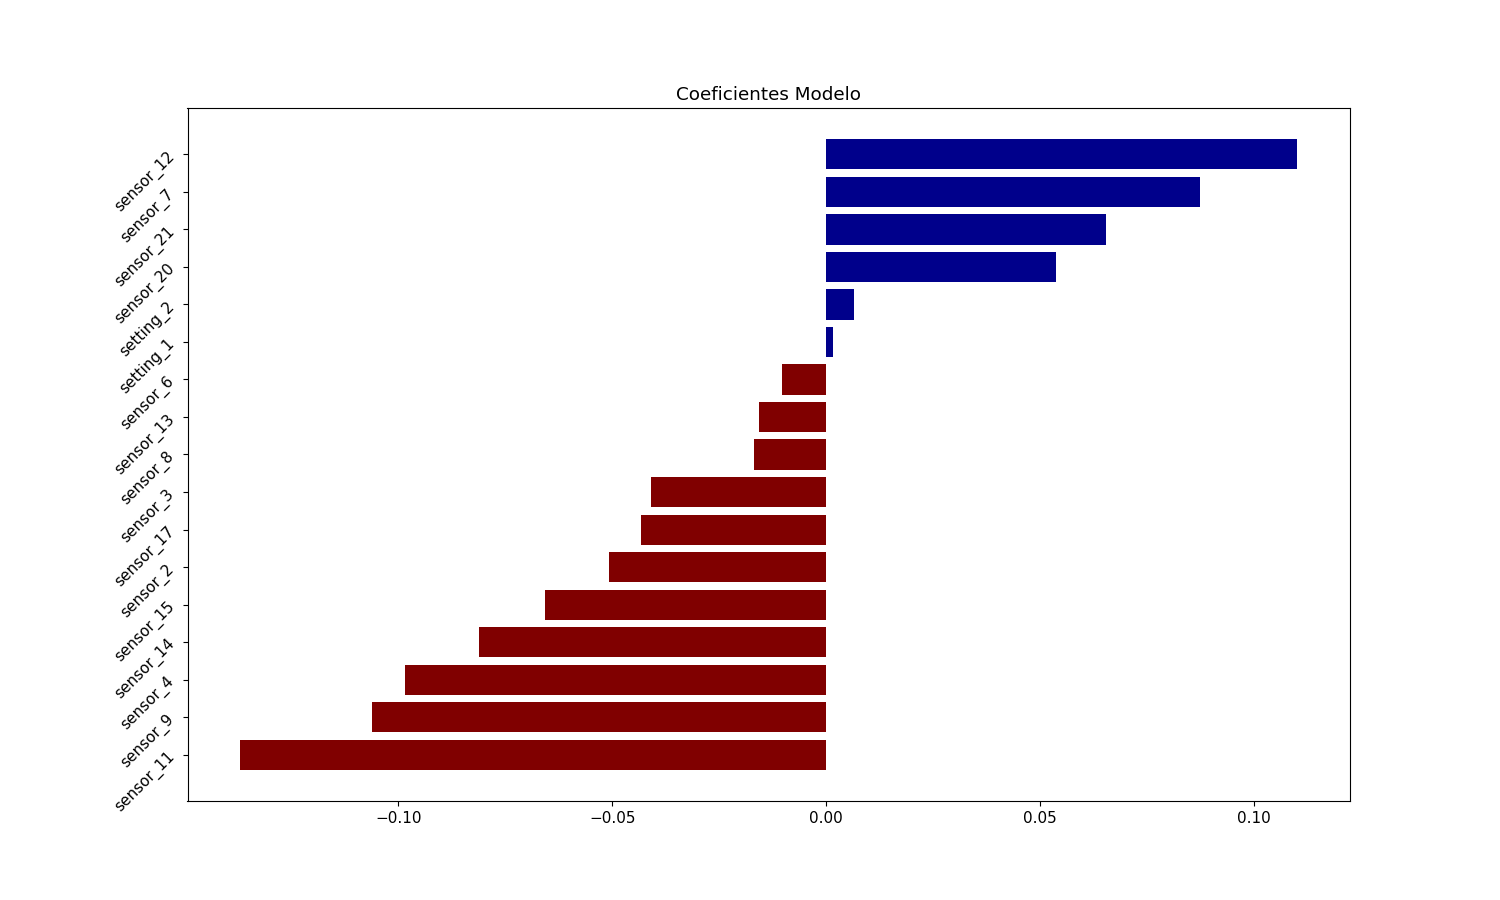 Coeficientes Modelo
sensor_12
sensor_7
sensor_21
sensor_20
setting_2
setting_1
sensor_6
sensor_13
sensor_8
sensor_3
sensor_17
sensor_2
sensor_15
sensor_14
sensor_4
sensor_9
sensor_11
−0.10 −0.05 0.00 0.05 0.10